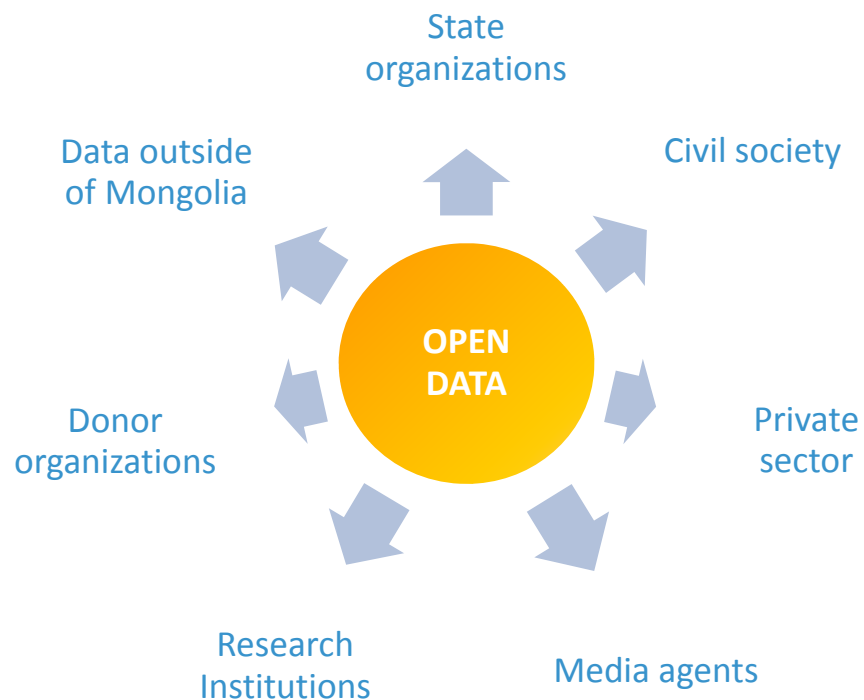 State
organizations
Data outside
of Mongolia
Civil society
OPEN
DATA
Donor
organizations
Private
sector
Research
Institutions
Media agents